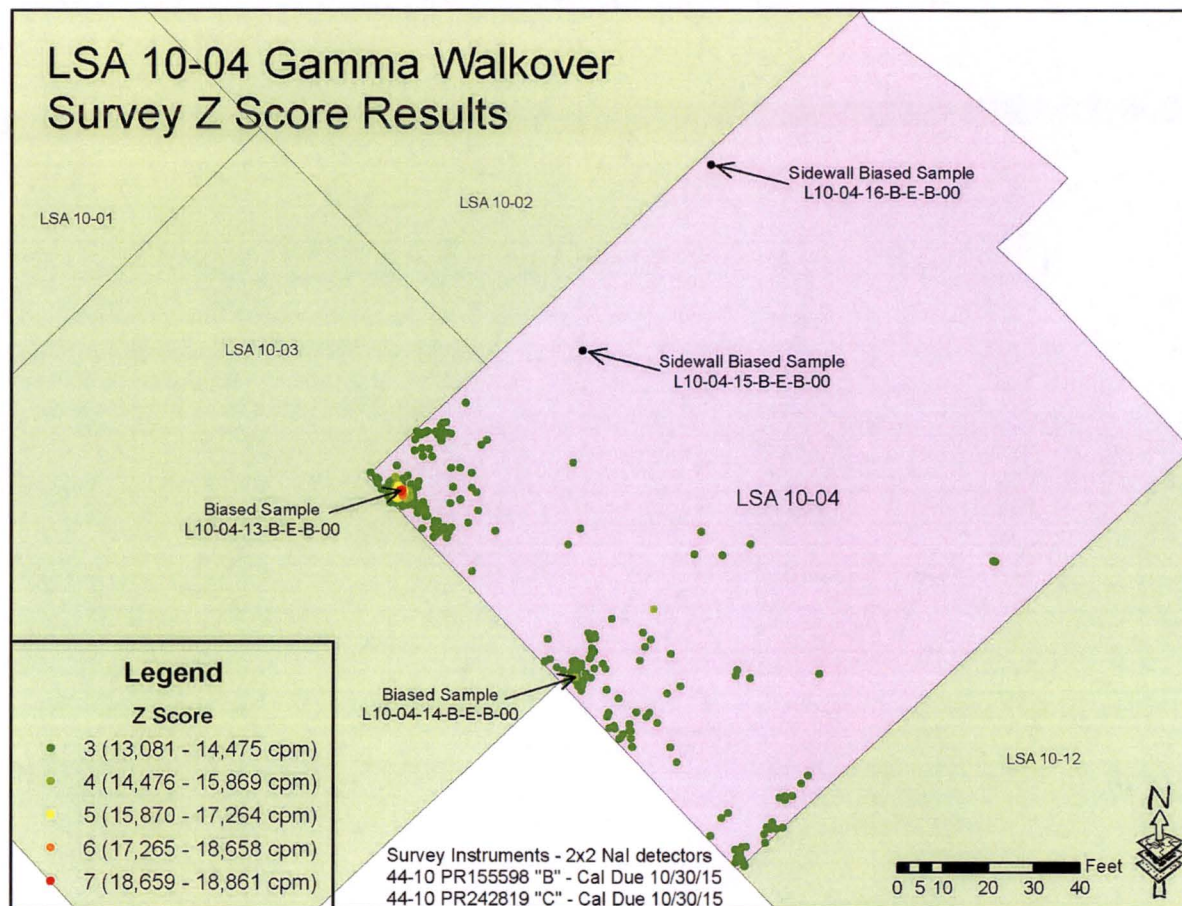 LSA 10-04 Gamma Walkover
Survey Z Score Results
Sidewall Biased Sample
L10-04-16-B-E-B-00
LSA 10-01
LSA 10-02
LSA 10-03
Sidewall Biased Sample
L10-04-15-B-E-B-00
Biased Sample
L10-04-13-B-E-B-00
LSA 10-04
Biased Sample
L10-04-14-B-E-B-00
LSA 10-12
Legend
Z Score
3 (13,081 - 14,475 cpm)
4 (14,476 - 15,869 cpm)
5 (15,870 - 17,264 cpm)
6 (17,265 - 18,658 cpm)
7 (18,659 - 18,861 cpm)
Survey Instruments - 2x2 NaI detectors
44-10 PR155598 "B" - Cal Due 10/30/15
44-10 PR242819 "C" - Cal Due 10/30/15
N
Feet
0 5 10 20 30 40